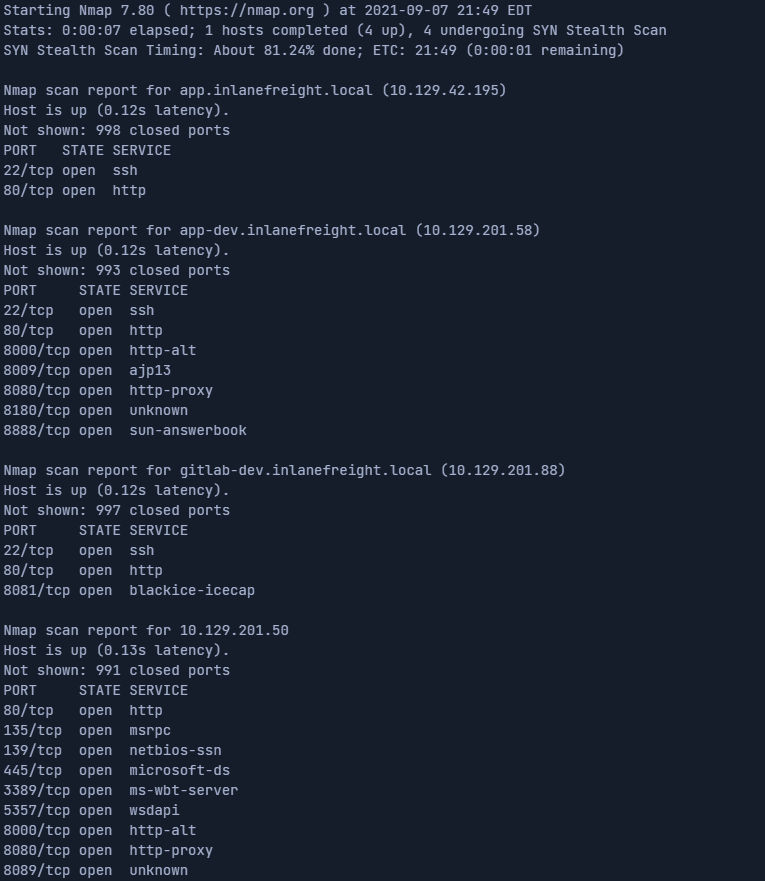 Starting Nmap 7.80 ( https://nmap.org ) at 2021-09-07 21:49 EDT
Stats: 0:00:07 elapsed; 1 hosts completed (4 up), 4 undergoing SYN Stealth Scan
SYN Stealth Scan Timing: About 81.24% done; ETC: 21:49 (0:00:01 remaining)

Nmap scan report for app.inlanefreight.local (10.129.42.195)
Host is up (0.12s latency).
Not shown: 998 closed ports
PORT   STATE SERVICE
22/tcp open  ssh
80/tcp open  http

Nmap scan report for app-dev.inlanefreight.local (10.129.201.58)
Host is up (0.12s latency).
Not shown: 993 closed ports
PORT     STATE SERVICE
22/tcp   open  ssh
80/tcp   open  http
8000/tcp open  http-alt
8009/tcp open  ajp13
8080/tcp open  http-proxy
8180/tcp open  unknown
8888/tcp open  sun-answerbook

Nmap scan report for gitlab-dev.inlanefreight.local (10.129.201.88)
Host is up (0.12s latency).
Not shown: 997 closed ports
PORT     STATE SERVICE
22/tcp   open  ssh
80/tcp   open  http
8081/tcp open  blackice-icecap

Nmap scan report for 10.129.201.50
Host is up (0.13s latency).
Not shown: 991 closed ports
PORT     STATE SERVICE
80/tcp   open  http
135/tcp  open  msrpc
139/tcp  open  netbios-ssn
445/tcp  open  microsoft-ds
3389/tcp open  ms-wbt-server
5357/tcp open  wsdapi
8000/tcp open  http-alt
8080/tcp open  http-proxy
8089/tcp open  unknown